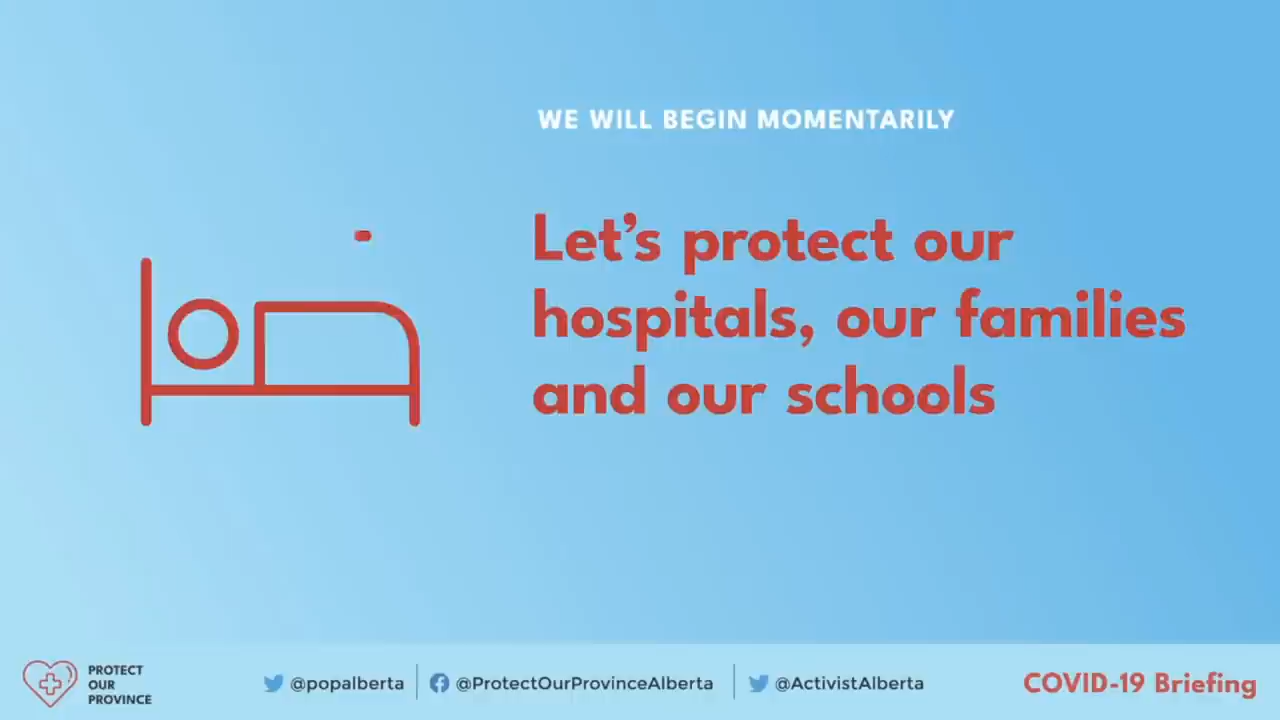 WE WILL BEGIN MOMENTARILY
Let’s protect our
hospitals, our families
and our schools
PROTECT
OUR
PROVINCE
@popalberta
@ProtectOurProvinceAlberta
@ActivistAlberta
COVID-19 Briefing